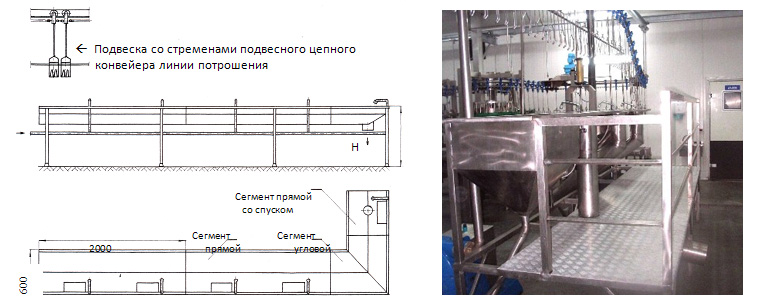 ← Подвеска со стременами подвесного цепного
конвейера линии потрошения
H
Сегмент прямой
со спуском
2000
Сегмент
прямой
Сегмент
угловой
600